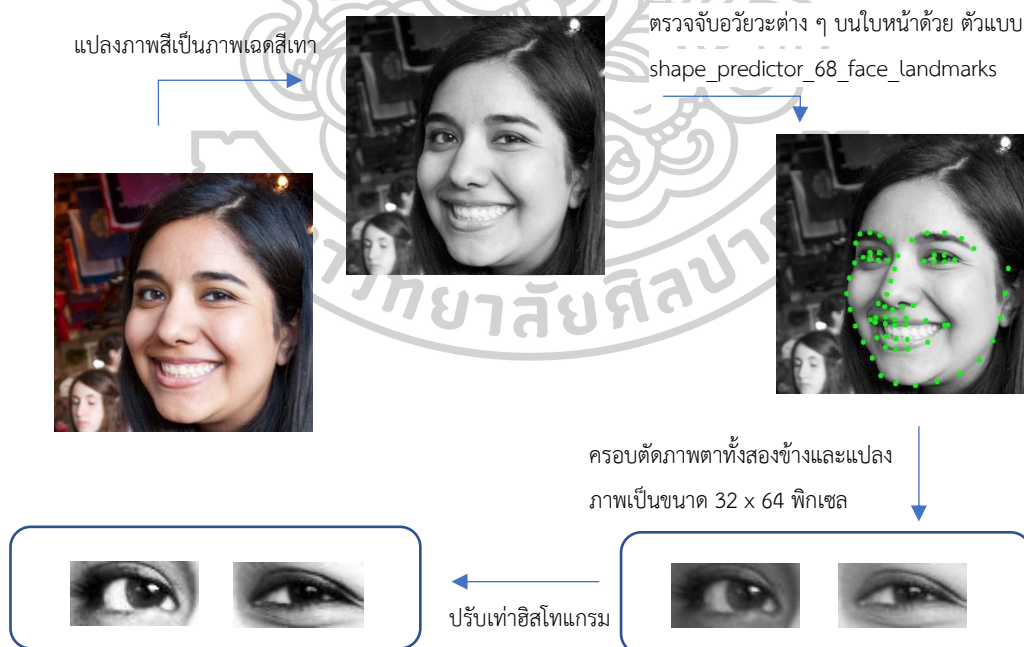 ตรวจจับอวัยวะต่าง ๆ บนใบหน้าด้วย ตัวแบบ
แปลงภาพสีเป็นภาพเฉดสีเทา
shape_predictor_68_face_landmarks
ครอบตัดภาพตาทั้งสองข้างและแปลง
ภาพเป็นขนาด 32 x 64 พิกเซล
ปรับเท่าฮิสโทแกรม